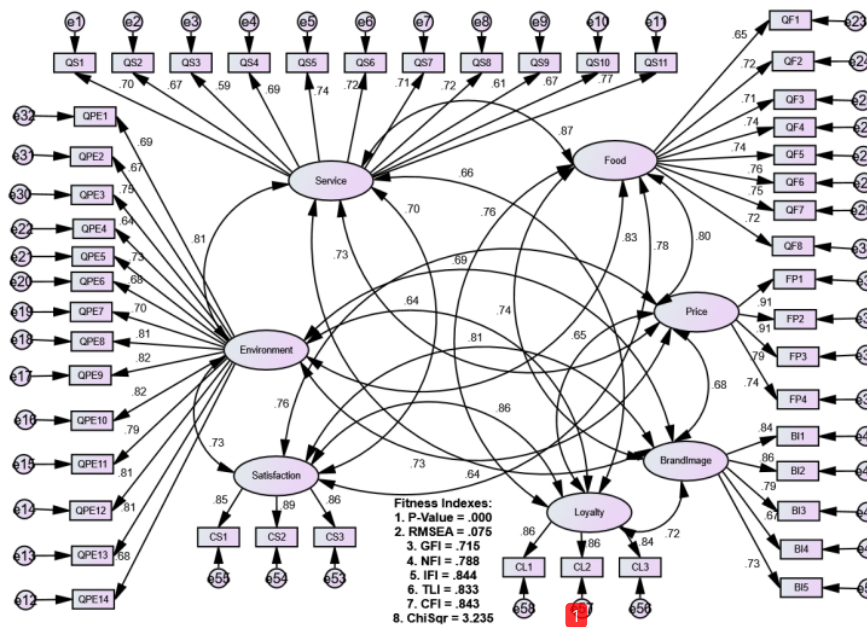 e1 e2 e3 e4 e5 e6 e7 e8 e9 e10 e11
QS1 QS2 QS3 QS4 QS5 QS6 QS7 QS8 QS9 QS10 QS11
.70 .67 .59 .69 .74 .72 .71 .72 .61 .67 .77
QF1 e23
.65
QF2
.72
QF3
.71
QF4
.74
QF5
.74
QF6
.76
QF7
.75
QF8
.72
e32 QPE1 .69
e31 QPE2 .67
e30 QPE3 .75
e22 QPE4 .64
e21 QPE5 .73
e20 QPE6 .68
e19 QPE7 .70
e18 QPE8 .81
e17 QPE9 .82
e16 QPE10 .82
e15 QPE11 .79
e14 QPE12 .81
e13 QPE13 .81
e12 QPE14 .68
Service
Food
Price
Environment
BrandImage
Satisfaction
Loyalty
.87
.66
.70
.76
.81
.73
.69
.83
.78
.80
.64
.81
.74
.65
.68
.76
.86
.73
.73
.64
.72
FP1 .91
FP2 .91
FP3 .79
FP4 .74
BI1 .84
BI2 .86
BI3 .79
BI4 .67
BI5 .73
.85 .89 .86
CS1 CS2 CS3
e55 e54 e53
.86 .86 .84
CL1 CL2 CL3
e58 e56
1
Fitness Indexes:
1. P-Value = .000
2. RMSEA = .075
3. GFI = .715
4. NFI = .788
5. IFI = .844
6. TLI = .833
7. CFI = .843
8. ChiSqr = 3.235